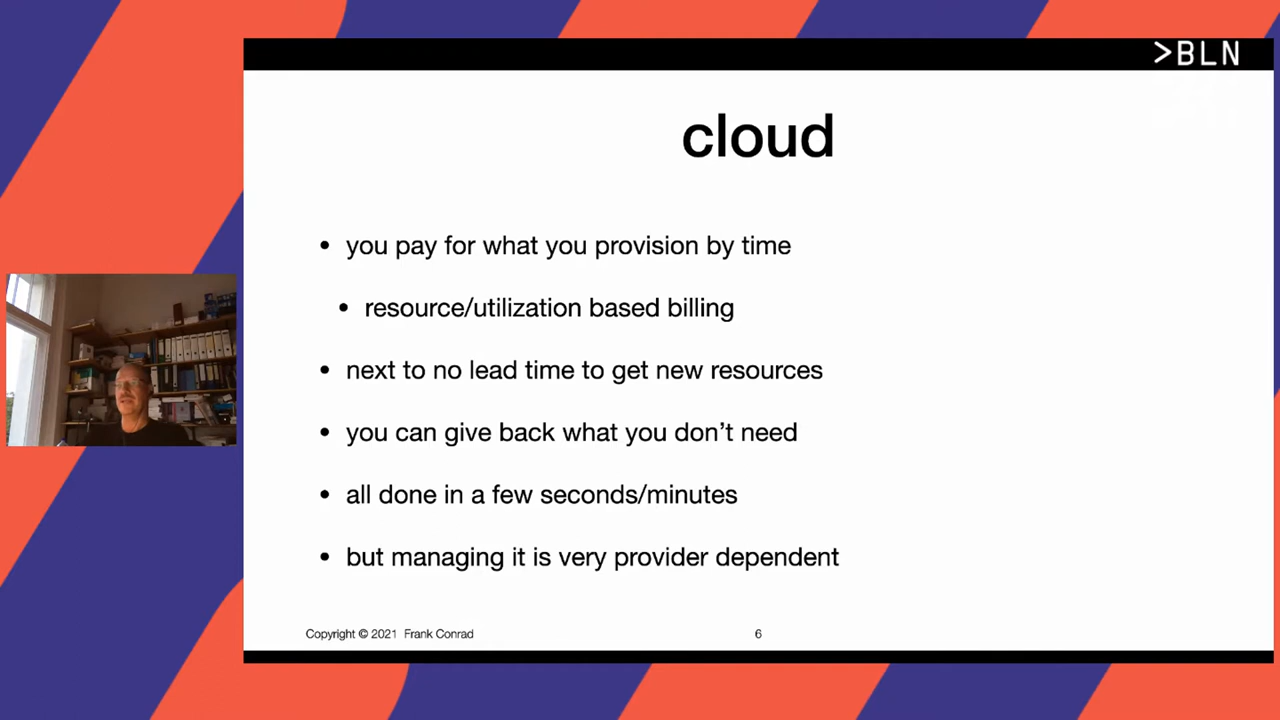 >BLN
cloud
• you pay for what you provision by time
• resource/utilization based billing
• next to no lead time to get new resources
• you can give back what you don’t need
• all done in a few seconds/minutes
• but managing it is very provider dependent
Copyright © 2021 Frank Conrad
6